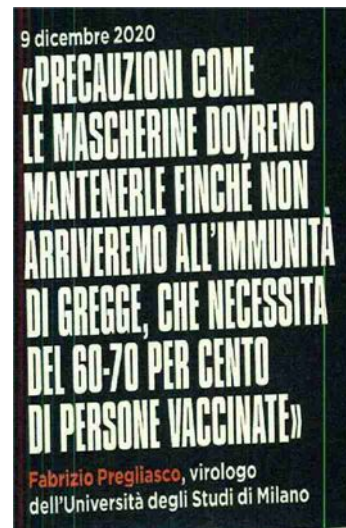 9 dicembre 2020
«PRECAUZIONI COME
LE MASCHERINE DOVREMO
MANTENERLE FINCHÉ NON
ARRIVEREMO ALL'IMMUNITÀ
DI GREGGE, CHE NECESSITA
DEL 60-70 PER CENTO
DI PERSONE VACCINATE»
Fabrizio Pregliasco, virologo
dell'Università degli Studi di Milano